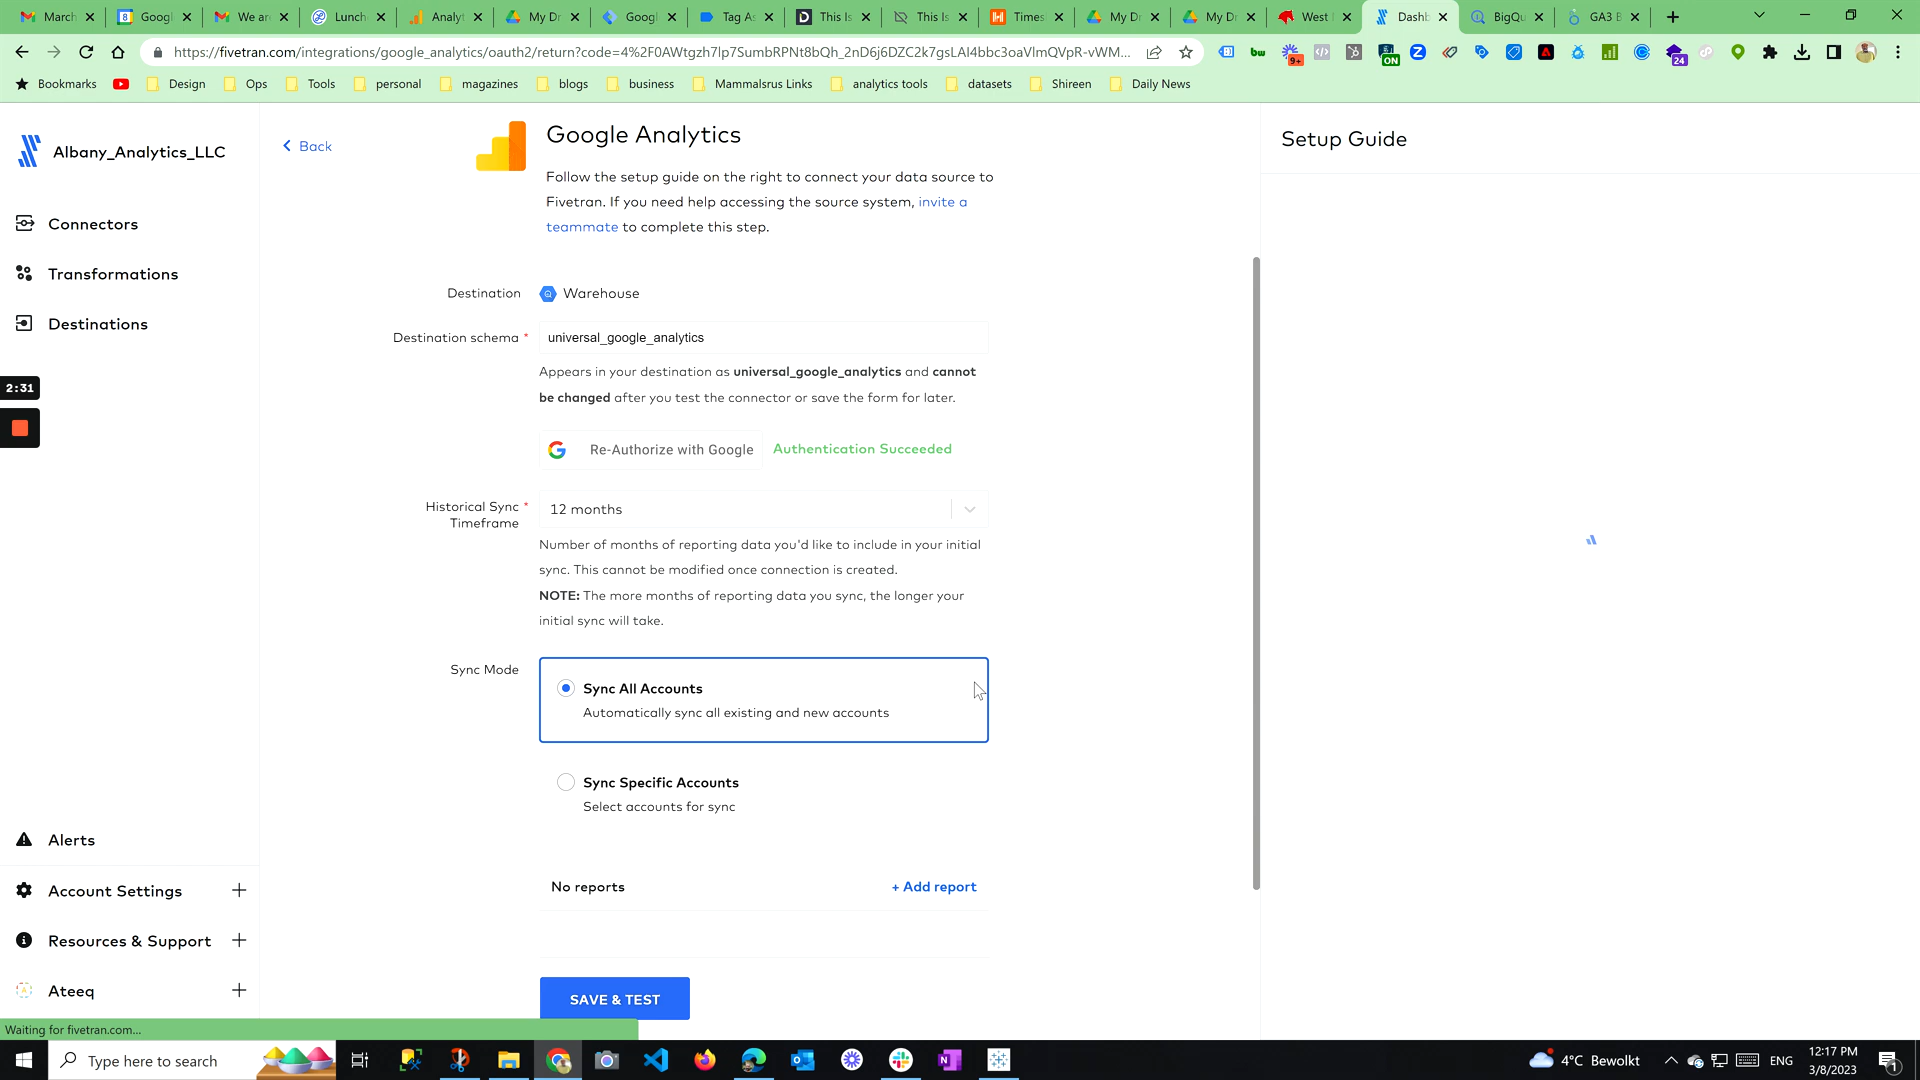 March
Googl
We are
Lunch
Analyt
My Dr
Googl
Tag As
This Is
This Is
Times
My Dr
My Dr
West
Dashb
BigQu
GA3 B
https://fivetran.com/integrations/google_analytics/oauth2/return?code=4%2F0AWtgzh7lp7SumbRPNt8bQh_2nD6j6DZC2k7gsLAI4bbc3oaVlmQVpR-vWM...
9+
ON
24
Bookmarks
Design
Ops
Tools
personal
magazines
blogs
business
Mammalsrus Links
analytics tools
datasets
Shireen
Daily News
Albany_Analytics_LLC
Connectors
Transformations
Destinations
2:31
Alerts
Account Settings
Resources & Support
Ateeq
Back
Google Analytics
Follow the setup guide on the right to connect your data source to
Fivetran. If you need help accessing the source system, invite a
teammate to complete this step.
Destination
Warehouse
Destination schema *
universal_google_analytics
Appears in your destination as universal_google_analytics and cannot
be changed after you test the connector or save the form for later.
Re-Authorize with Google
Authentication Succeeded
Historical Sync *
Timeframe
12 months
Number of months of reporting data you'd like to include in your initial
sync. This cannot be modified once connection is created.
NOTE: The more months of reporting data you sync, the longer your
initial sync will take.
Sync Mode
Sync All Accounts
Automatically sync all existing and new accounts
Sync Specific Accounts
Select accounts for sync
No reports
+ Add report
SAVE & TEST
Setup Guide
Waiting for fivetran.com...
Type here to search
4°C Bewolkt
ENG
12:17 PM
3/8/2023
1